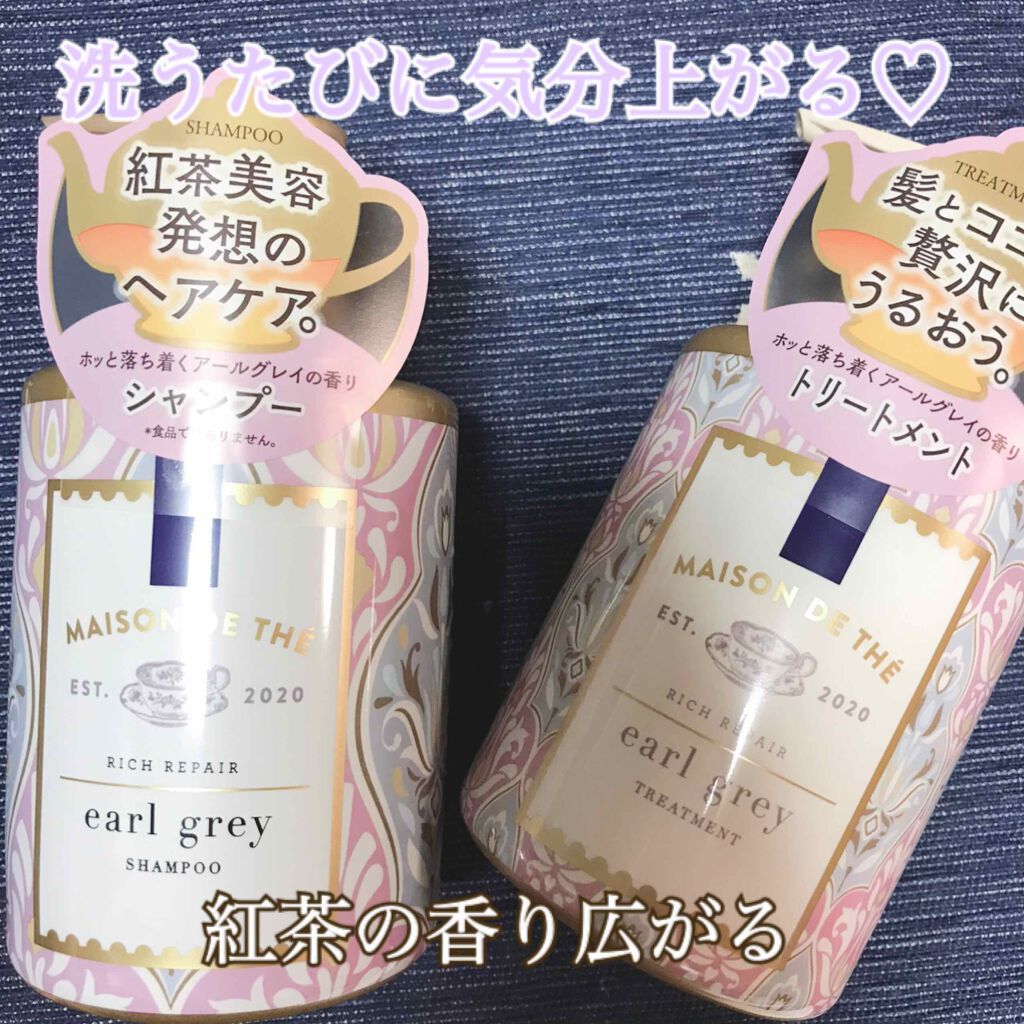 洗うたびに気分上がる♡
SHAMPOO
紅茶美容
発想の
ヘアケア。
ホッと落ち着くアールグレイの香り
シャンプー
MAISON DE THÉ
EST. 2020
RICH REPAIR
earl grey
SHAMPOO
髪とココ
贅沢に
うるおう。
ホッと落ち着くアールグレイの香り
トリートメント
MAISON DE THÉ
EST. 2020
RICH REPAIR
earl grey
TREATMENT
紅茶の香り広がる